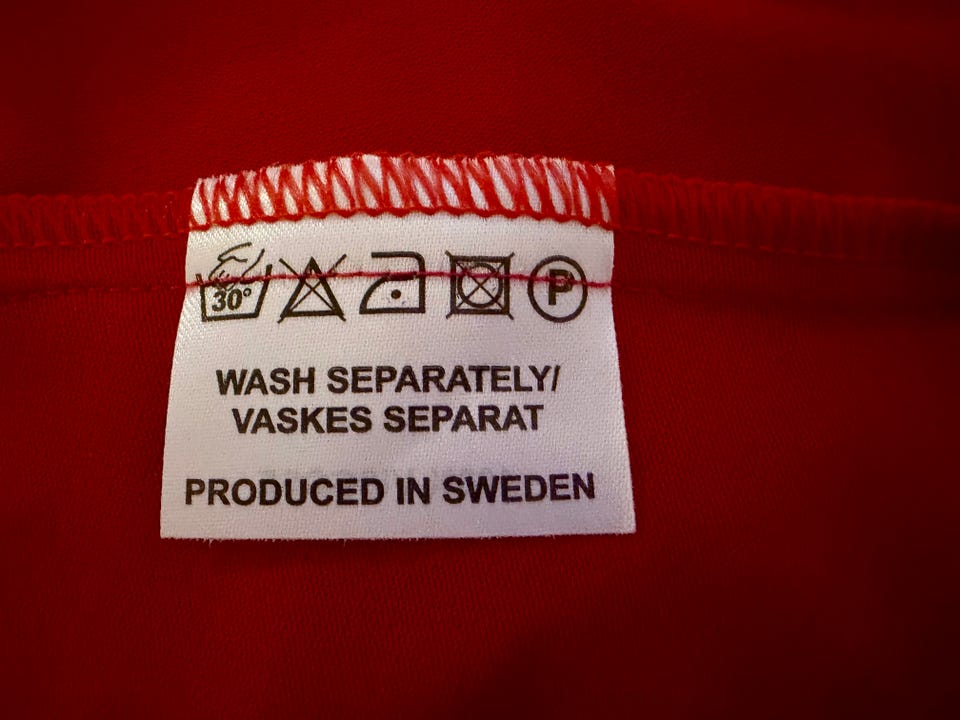 30° P
WASH SEPARATELY/
VASKES SEPARAT
PRODUCED IN SWEDEN